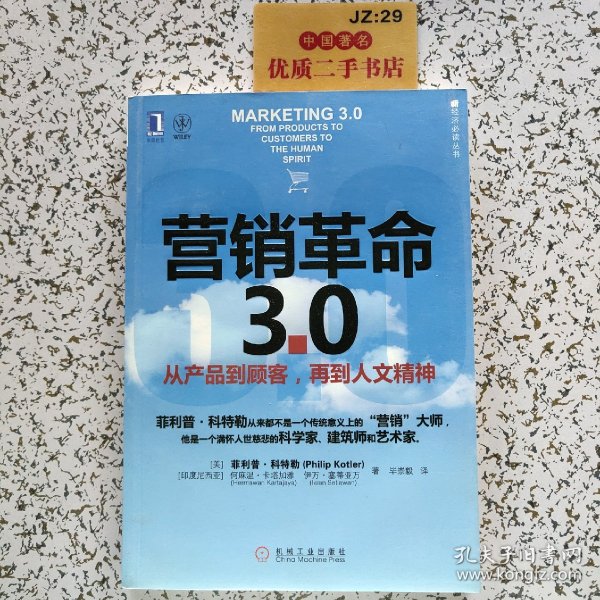 JZ:29
中国著名
优质二手书店
WILEY
MARKETING 3.0
FROM PRODUCTS TO
CUSTOMERS TO
THE HUMAN
SPIRIT
新经济必读丛书
营销革命
3.0
从产品到顾客，再到人文精神
菲利普·科特勒从来都不是一个传统意义上的“营销”大师，
他是一个满怀人世慈悲的科学家、建筑师和艺术家。
[美] 菲利普·科特勒 (Philip Kotler)
[印度尼西亚] 何麻温·卡塔加雅 伊万·塞蒂亚万 著 毕崇毅 译
(Hermawan Kartajaya) (Iwan Setiawan)
机械工业出版社
China Machine Press
孔夫子旧书网
www.kongfz.com